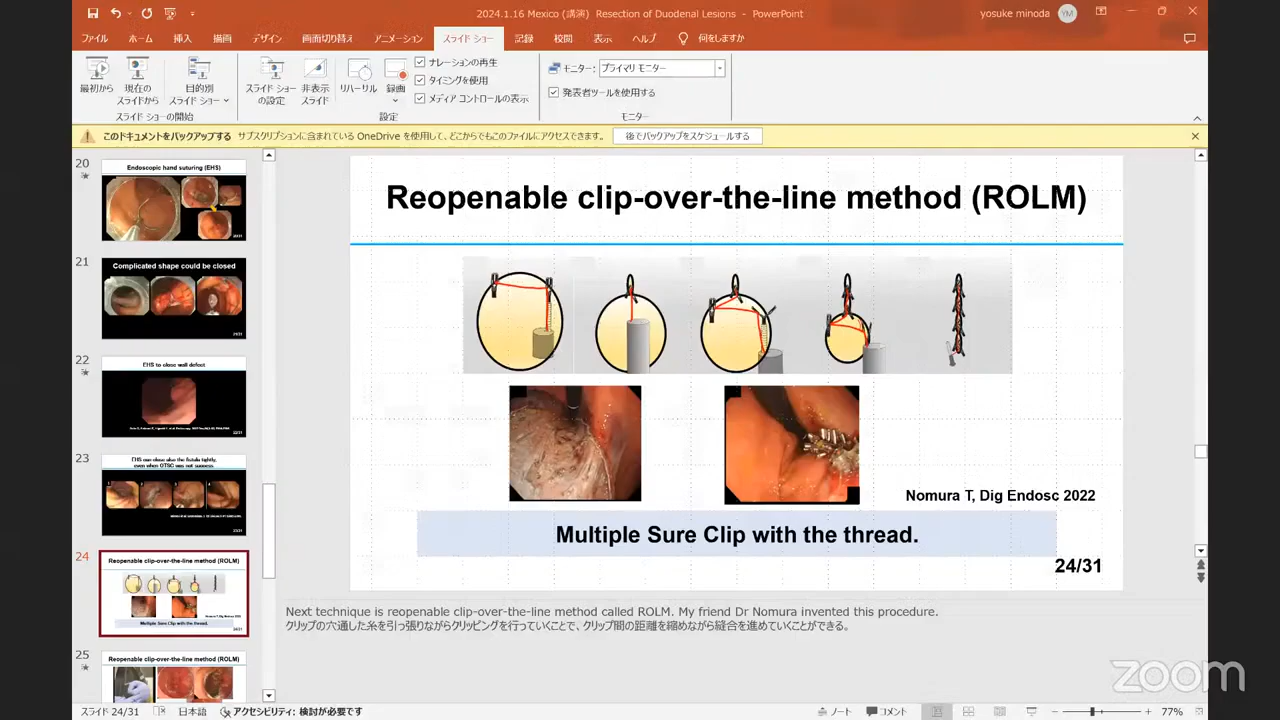 2024.1.16 Mexico (講演) Resection of Duodenal Lesions - PowerPoint
yosuke minoda
YM
ファイル ホーム 挿入 描画 デザイン 画面切り替え アニメーション スライド ショー 記録 校閲 表示 ヘルプ 何をしますか
最初から
現在の
スライドから
目的別
スライド ショー
スライド ショーの開始
スライド ショー
の設定
非表示
スライド
リハーサル
録画
ナレーションの再生
タイミングを使用
メディア コントロールの表示
設定
モニター: プライマリ モニター
発表者ツールを使用する
モニター
このドキュメントをバックアップする サブスクリプションに含まれている OneDrive を使用して、どこからでもこのファイルにアクセスできます。 後でバックアップをスケジュールする
20
Endoscopic hand suturing (EHS)
21
Complicated shape could be closed
22
EHS to close wall defect
23
EHS can close also the fistula tightly,
even when OTSC was not success
24
Reopenable clip-over-the-line method (ROLM)
Multiple Sure Clip with the thread.
25
Reopenable clip-over-the-line method (ROLM)
Reopenable clip-over-the-line method (ROLM)
Nomura T, Dig Endosc 2022
Multiple Sure Clip with the thread.
24/31
Next technique is reopenable clip-over-the-line method called ROLM. My friend Dr Nomura invented this procedure.
クリップの穴通した糸を引っ張りながらクリッピングを行っていくことで、クリップ間の距離を縮めながら縫合を進めていくことができる。
zoom
スライド 24/31 日本語 アクセシビリティ: 検討が必要です ノート コメント 77%